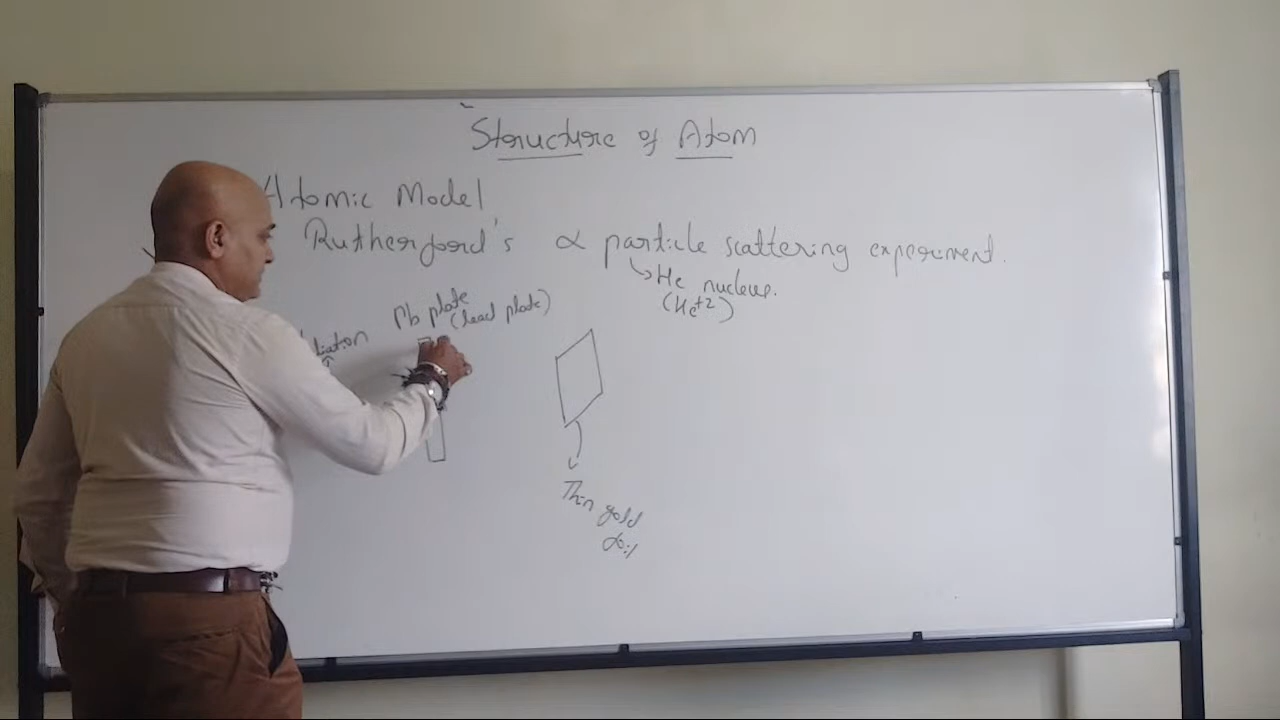 Structure of Atom
Atomic Model
Rutherford's α particle scattering experiment.
He nucleus.
(He+2)
Pb plate
(lead plate)
Thin gold
foil